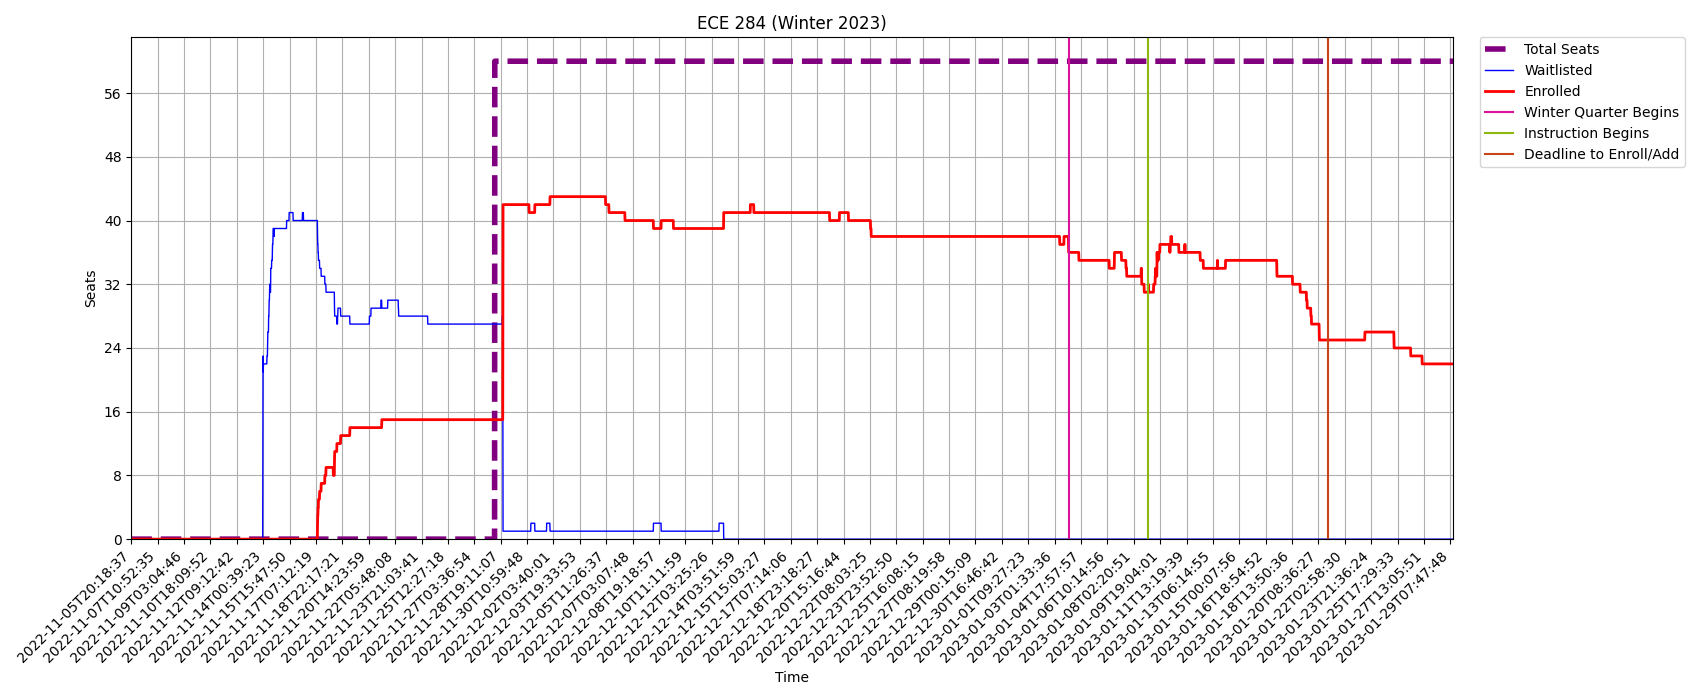 ECE 284 (Winter 2023)
Total Seats
Waitlisted
Enrolled
Winter Quarter Begins
Instruction Begins
Deadline to Enroll/Add
Seats
56
48
40
32
24
16
8
0
2022-11-05T20:18:37
2022-11-07T10:52:35
2022-11-09T03:04:46
2022-11-10T18:09:52
2022-11-12T09:12:42
2022-11-14T00:39:23
2022-11-15T15:47:50
2022-11-17T07:12:19
2022-11-18T22:17:21
2022-11-20T14:23:59
2022-11-22T05:48:08
2022-11-23T21:03:41
2022-11-25T12:27:18
2022-11-27T03:36:54
2022-11-28T19:11:07
2022-11-30T10:59:48
2022-12-02T03:40:01
2022-12-03T19:33:53
2022-12-05T11:26:37
2022-12-07T03:07:48
2022-12-08T19:18:57
2022-12-10T11:11:59
2022-12-12T03:25:26
2022-12-14T03:51:59
2022-12-15T15:03:27
2022-12-17T07:14:06
2022-12-18T23:18:27
2022-12-20T15:16:44
2022-12-22T08:03:25
2022-12-23T23:52:50
2022-12-25T16:08:15
2022-12-27T08:19:58
2022-12-29T00:15:09
2022-12-30T16:46:42
2023-01-01T09:27:23
2023-01-03T01:33:36
2023-01-04T17:57:57
2023-01-06T10:14:56
2023-01-08T02:20:51
2023-01-09T19:04:01
2023-01-11T13:19:39
2023-01-13T06:14:55
2023-01-15T00:07:56
2023-01-16T18:54:52
2023-01-18T13:50:36
2023-01-20T08:36:27
2023-01-22T02:58:30
2023-01-23T21:36:24
2023-01-25T17:29:33
2023-01-27T13:05:51
2023-01-29T07:47:48
Time